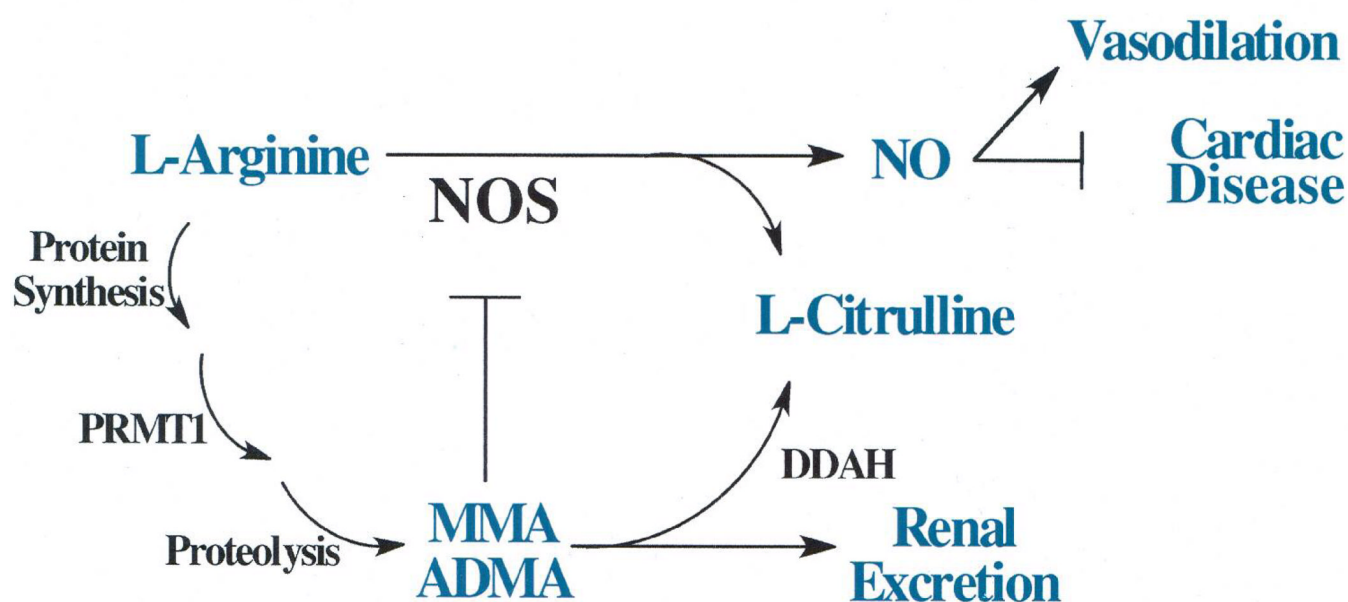 Vasodilation
L-Arginine
NO
Cardiac
Disease
NOS
Protein
Synthesis
L-Citrulline
PRMT1
DDAH
Proteolysis
MMA
ADMA
Renal
Excretion